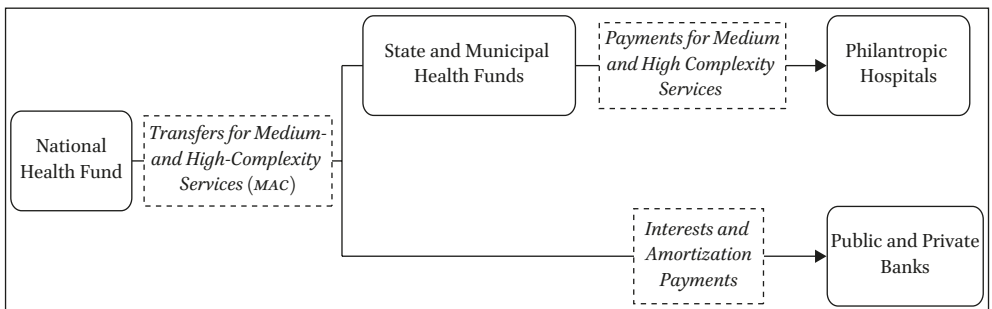 National
Health Fund
Transfers for Medium-
and High-Complexity
Services (MAC)
State and Municipal
Health Funds
Payments for Medium
and High Complexity
Services
Philantropic
Hospitals
Interests and
Amortization
Payments
Public and Private
Banks